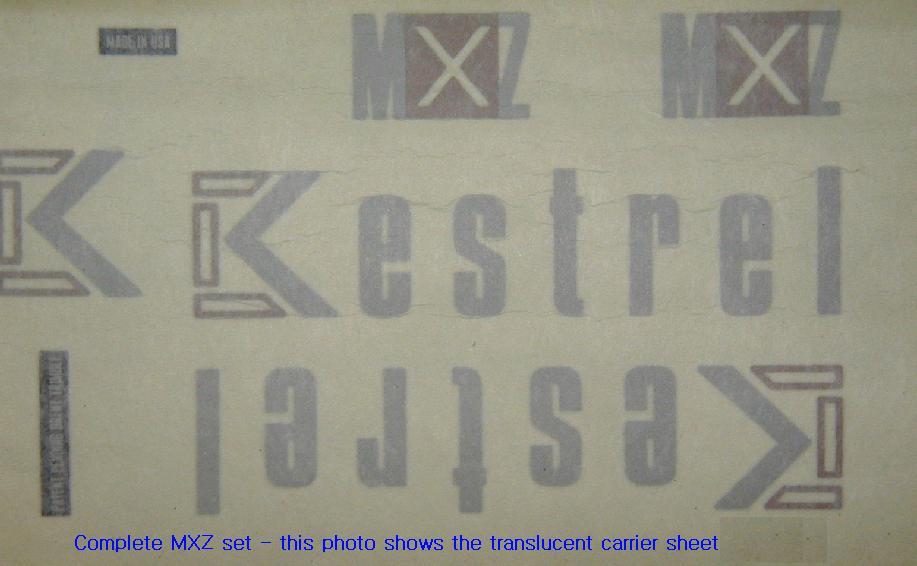 MADE IN USA
MXZ MXZ
K Kestrel
Kestrel
Complete MXZ set - this photo shows the translucent carrier sheet